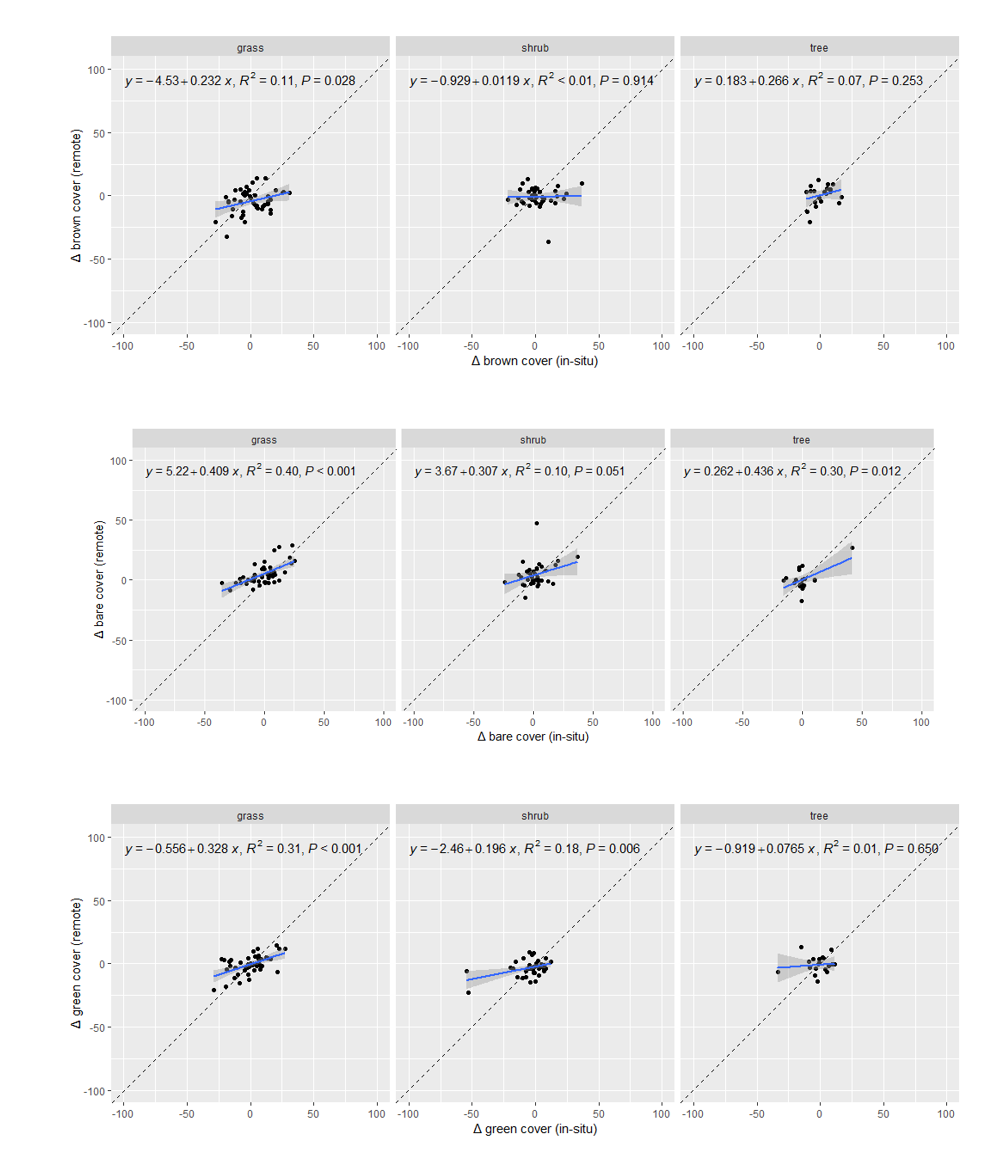 grass shrub tree
y = −4.53 + 0.232 x, R² = 0.11, P = 0.028
y = −0.929 + 0.0119 x, R² < 0.01, P = 0.914
y = 0.183 + 0.266 x, R² = 0.07, P = 0.253
100
50
0
-50
-100
Δ brown cover (remote)
-100 -50 0 50 100 -100 -50 0 50 100 -100 -50 0 50 100
Δ brown cover (in-situ)
grass shrub tree
y = 5.22 + 0.409 x, R² = 0.40, P < 0.001
y = 3.67 + 0.307 x, R² = 0.10, P = 0.051
y = 0.262 + 0.436 x, R² = 0.30, P = 0.012
100
50
0
-50
-100
Δ bare cover (remote)
-100 -50 0 50 100 -100 -50 0 50 100 -100 -50 0 50 100
Δ bare cover (in-situ)
grass shrub tree
y = −0.556 + 0.328 x, R² = 0.31, P < 0.001
y = −2.46 + 0.196 x, R² = 0.18, P = 0.006
y = −0.919 + 0.0765 x, R² = 0.01, P = 0.650
100
50
0
-50
-100
Δ green cover (remote)
-100 -50 0 50 100 -100 -50 0 50 100 -100 -50 0 50 100
Δ green cover (in-situ)